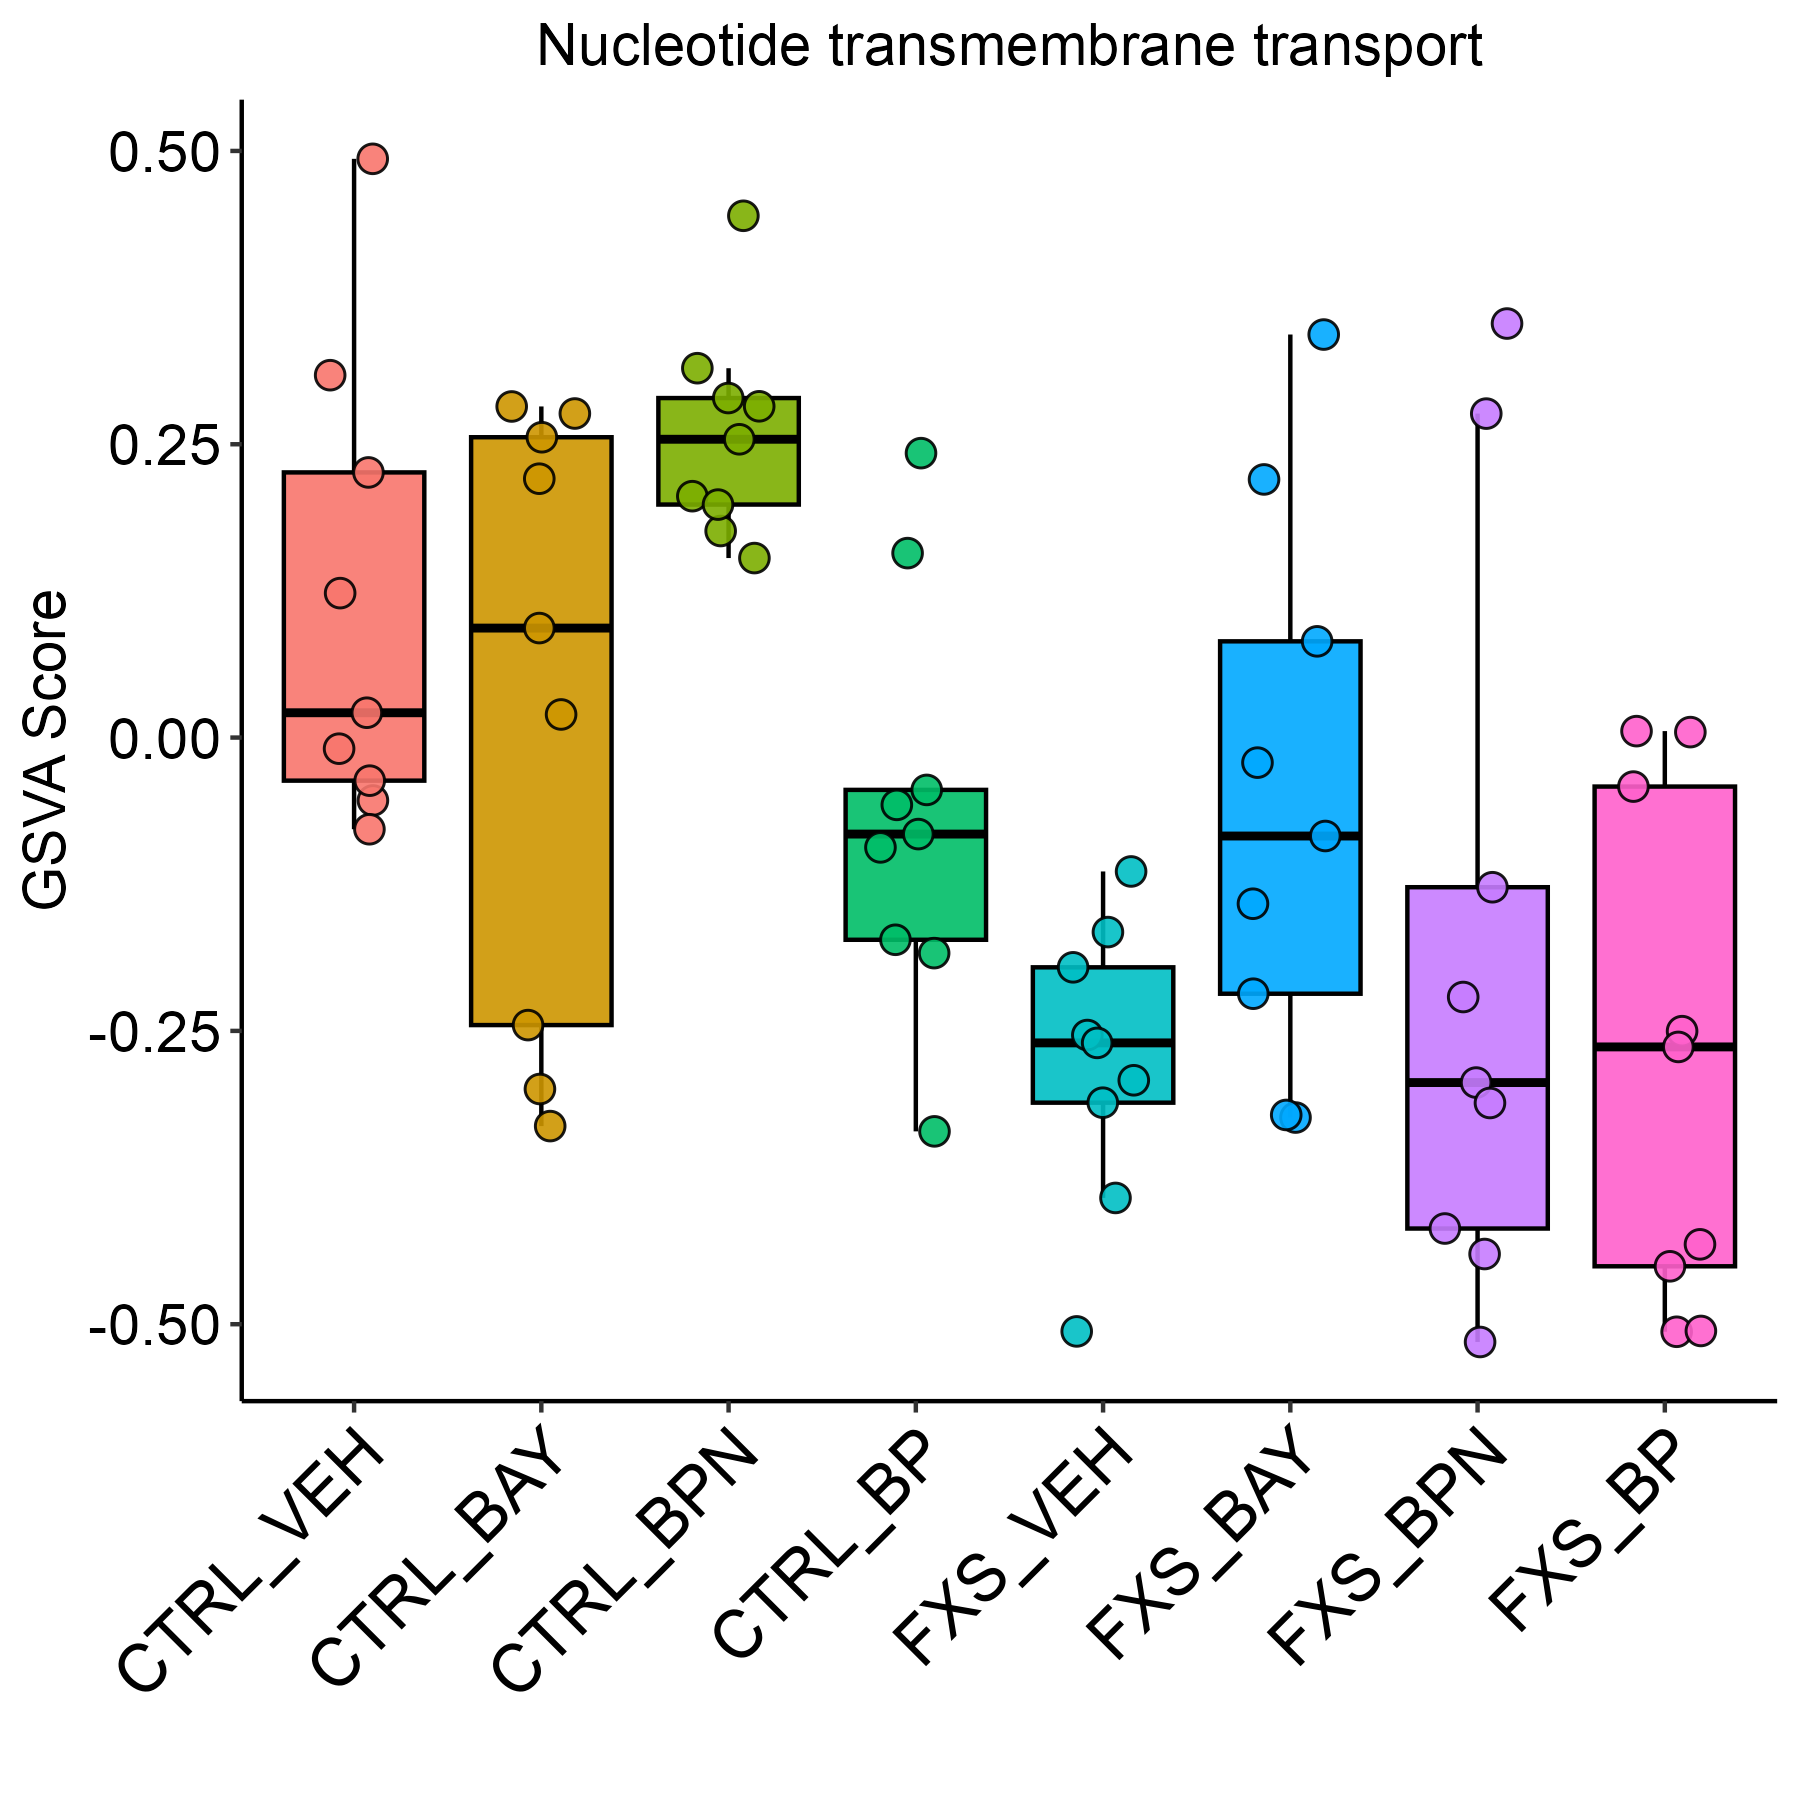 Nucleotide transmembrane transport
GSVA Score
0.50
0.25
0.00
-0.25
-0.50
CTRL_VEH
CTRL_BAY
CTRL_BPN
CTRL_BP
FXS_VEH
FXS_BAY
FXS_BPN
FXS_BP